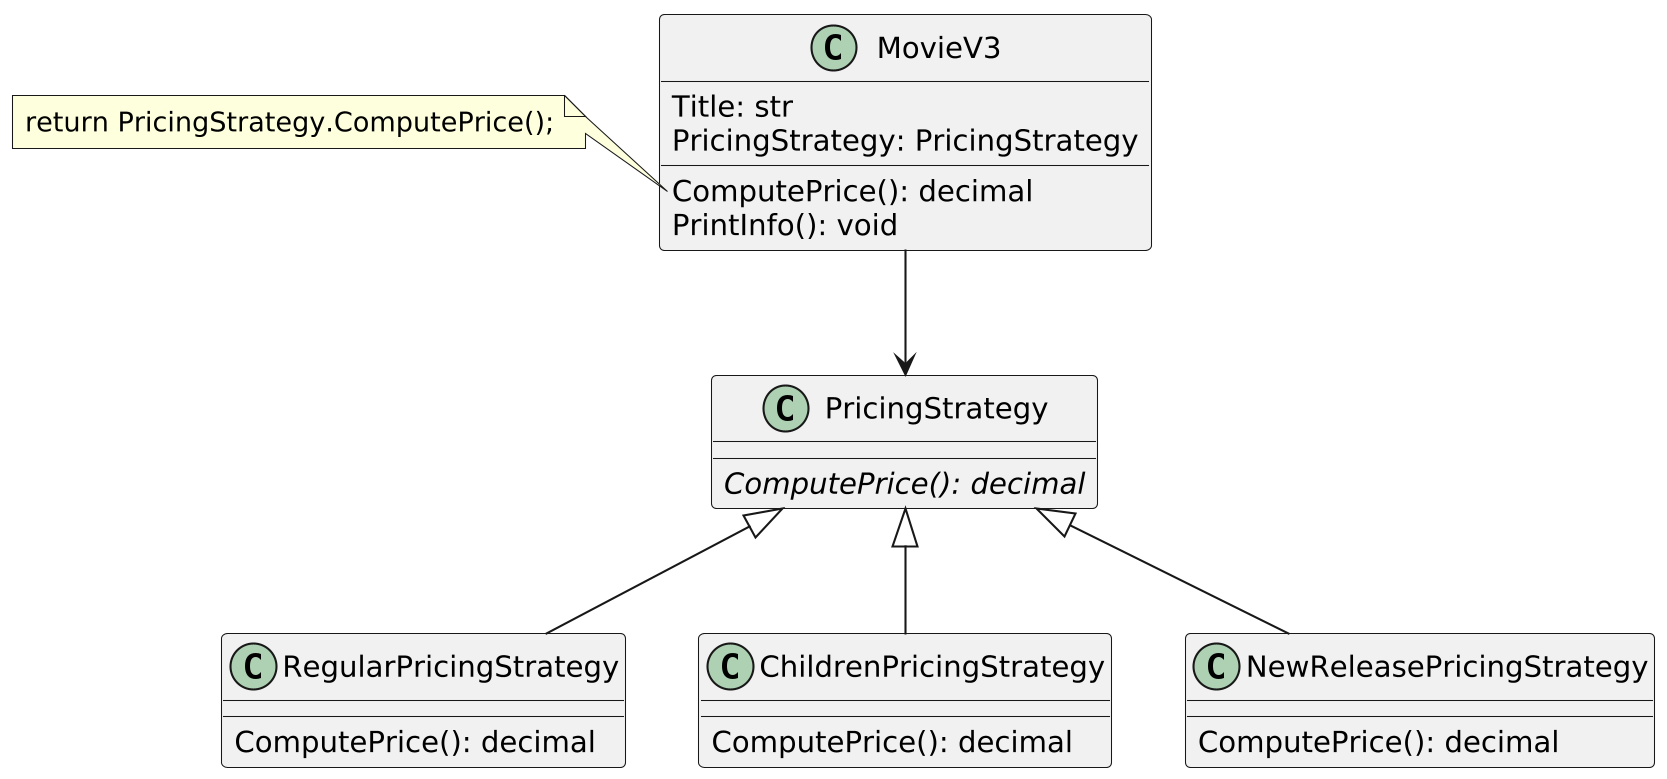 C MovieV3
Title: str
PricingStrategy: PricingStrategy
return PricingStrategy.ComputePrice();
ComputePrice(): decimal
PrintInfo(): void
C PricingStrategy
ComputePrice(): decimal
C RegularPricingStrategy
ComputePrice(): decimal
C ChildrenPricingStrategy
ComputePrice(): decimal
C NewReleasePricingStrategy
ComputePrice(): decimal